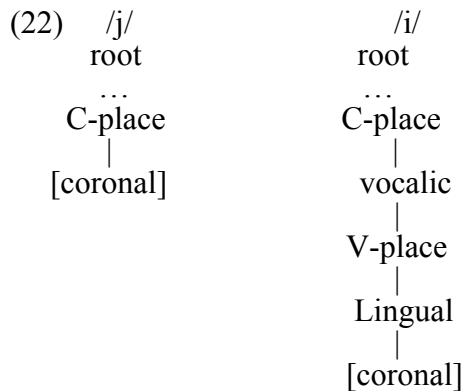 (22) /j/ /i/
root root
… …
C-place C-place
[coronal] vocalic
V-place
Lingual
[coronal]